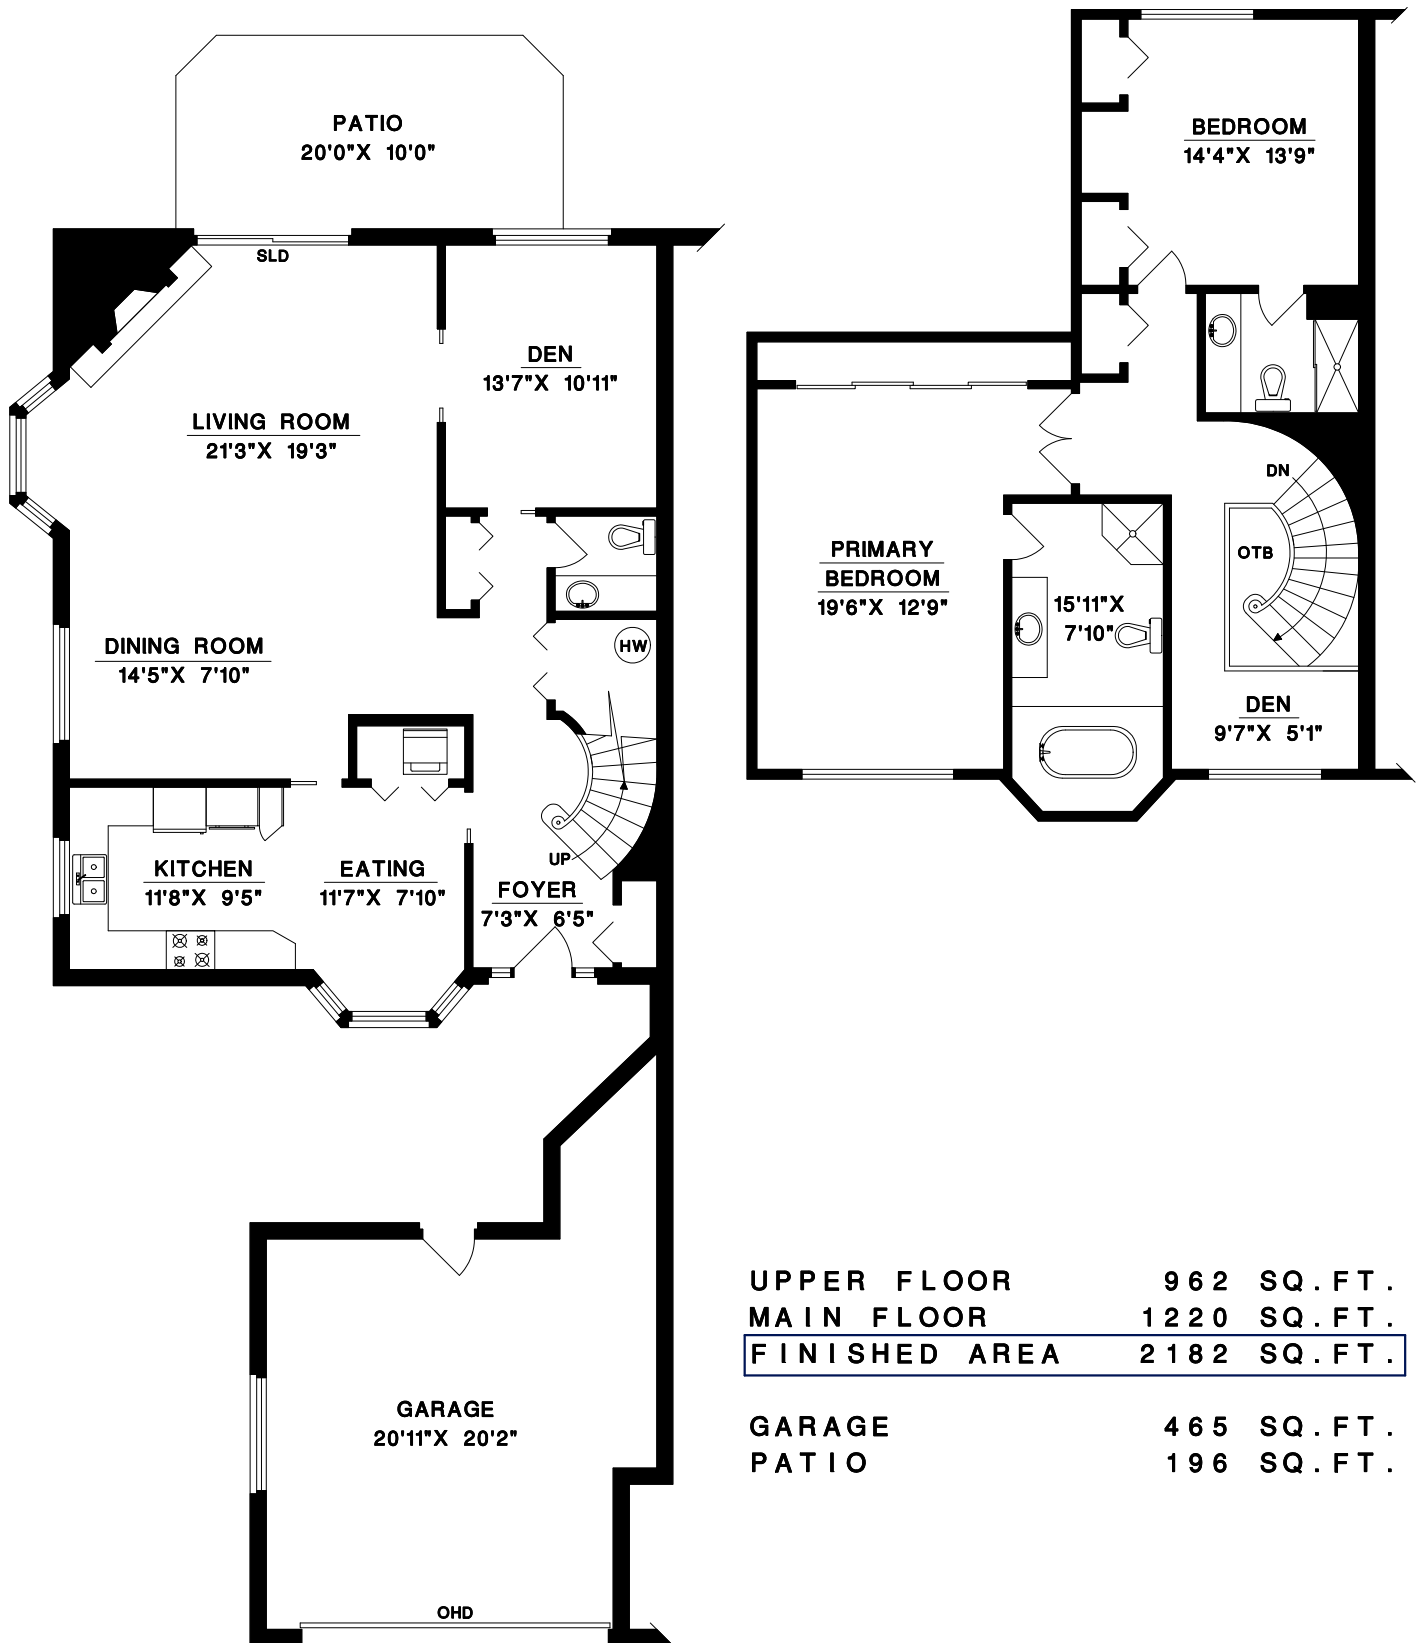 PATIO
20'0"X 10'0"
SLD
DEN
13'7"X 10'11"
LIVING ROOM
21'3"X 19'3"
DINING ROOM
14'5"X 7'10"
HW
KITCHEN
11'8"X 9'5"
EATING
11'7"X 7'10"
UP
FOYER
7'3"X 6'5"
GARAGE
20'11"X 20'2"
OHD
BEDROOM
14'4"X 13'9"
DN
OTB
PRIMARY
BEDROOM
19'6"X 12'9"
15'11"X
7'10"
DEN
9'7"X 5'1"
UPPER FLOOR 962 SQ.FT.
MAIN FLOOR 1220 SQ.FT.
FINISHED AREA 2182 SQ.FT.
GARAGE 465 SQ.FT.
PATIO 196 SQ.FT.